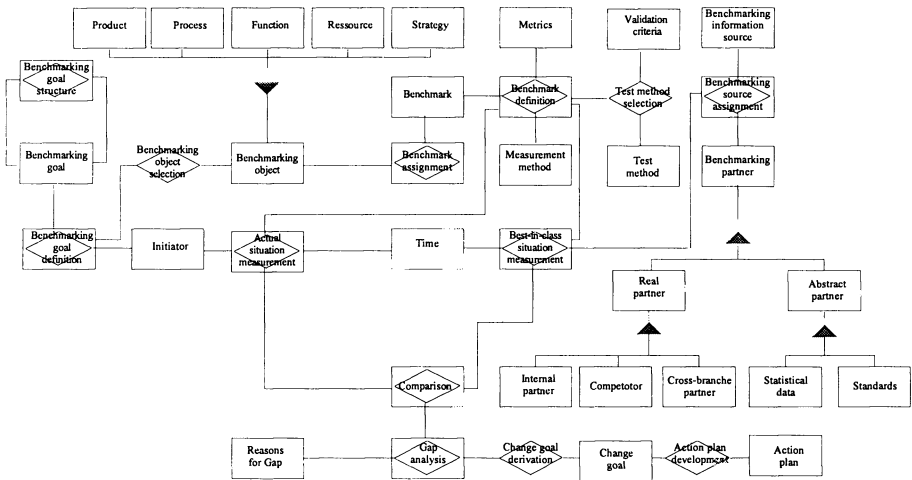 Product
Process
Function
Ressource
Strategy
Metrics
Validation
criteria
Benchmarking
information
source
Benchmarking
goal
structure
Benchmark
Benchmark
definition
Test method
selection
Benchmarking
source
assignment
Benchmarking
goal
Benchmarking
object
selection
Benchmarking
object
Benchmark
assignment
Measurement
method
Test
method
Benchmarking
partner
Benchmarking
goal
definition
Initiator
Actual
situation
measurement
Time
Best-in-class
situation
measurement
Real
partner
Abstract
partner
Comparison
Internal
partner
Competotor
Cross-branche
partner
Statistical
data
Standards
Reasons
for Gap
Gap
analysis
Change goal
derivation
Change
goal
Action plan
development
Action
plan